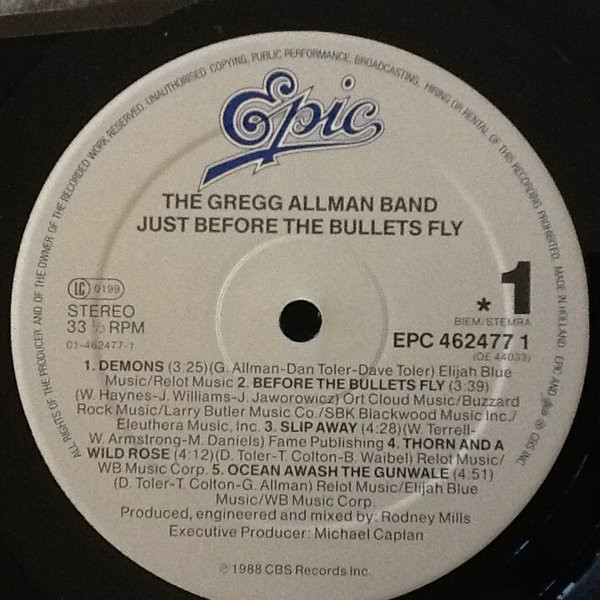 ALL RIGHTS OF THE PRODUCER AND OF THE OWNER OF THE RECORDED WORK RESERVED. UNAUTHORISED COPYING, PUBLIC PERFORMANCE, BROADCASTING, HIRING OR RENTAL OF THIS RECORDING PROHIBITED. MADE IN HOLLAND. EPIC AND ® CBS INC
Epic
THE GREGG ALLMAN BAND
JUST BEFORE THE BULLETS FLY
LC 0199
STEREO
33 ⅓ RPM
01-462477-1
* 1
BIEM/STEMRA
EPC 462477 1
(OE 44033)
1. DEMONS (3:25)(G. Allman-Dan Toler-Dave Toler) Elijah Blue
Music/Relot Music 2. BEFORE THE BULLETS FLY (3:39)
(W. Haynes-J. Williams-J. Jaworowicz) Ort Cloud Music/Buzzard
Rock Music/Larry Butler Music Co./SBK Blackwood Music Inc./
Eleuthera Music, Inc. 3. SLIP AWAY (4:28)(W. Terrell-
W. Armstrong-M. Daniels) Fame Publishing 4. THORN AND A
WILD ROSE (4:12)(D. Toler-T. Colton-B. Waibel) Relot Music/
WB Music Corp. 5. OCEAN AWASH THE GUNWALE (4:51)
(D. Toler-T. Colton-G. Allman) Relot Music/Elijah Blue
Music/WB Music Corp.
Produced, engineered and mixed by: Rodney Mills
Executive Producer: Michael Caplan
℗ 1988 CBS Records Inc.